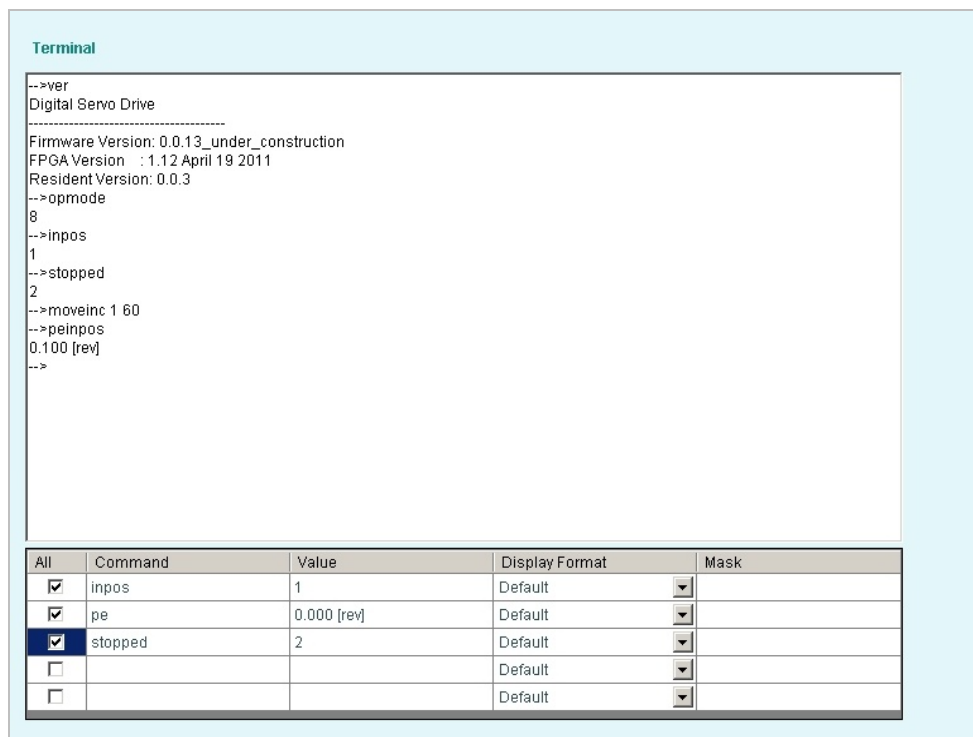 Terminal
-->ver
Digital Servo Drive
---------------------------------------
Firmware Version: 0.0.13_under_construction
FPGA Version : 1.12 April 19 2011
Resident Version: 0.0.3
-->opmode
8
-->inpos
1
-->stopped
2
-->moveinc 1 60
-->peinpos
0.100 [rev]
-->
All Command Value Display Format Mask
inpos 1 Default
pe 0.000 [rev] Default
stopped 2 Default
Default
Default